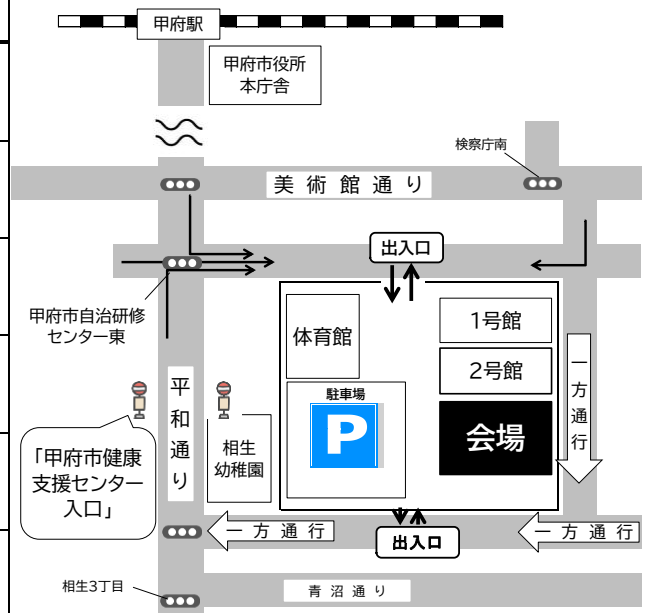 甲府駅
甲府市役所
本庁舎
検察庁南
美術館通り
出入口
甲府市自治研修
センター東
体育館
1号館
2号館
会場
駐車場
P
一方通行
平和通り
相生
幼稚園
「甲府市健康
支援センター
入口」
一方通行
一方通行
出入口
相生3丁目
青沼通り